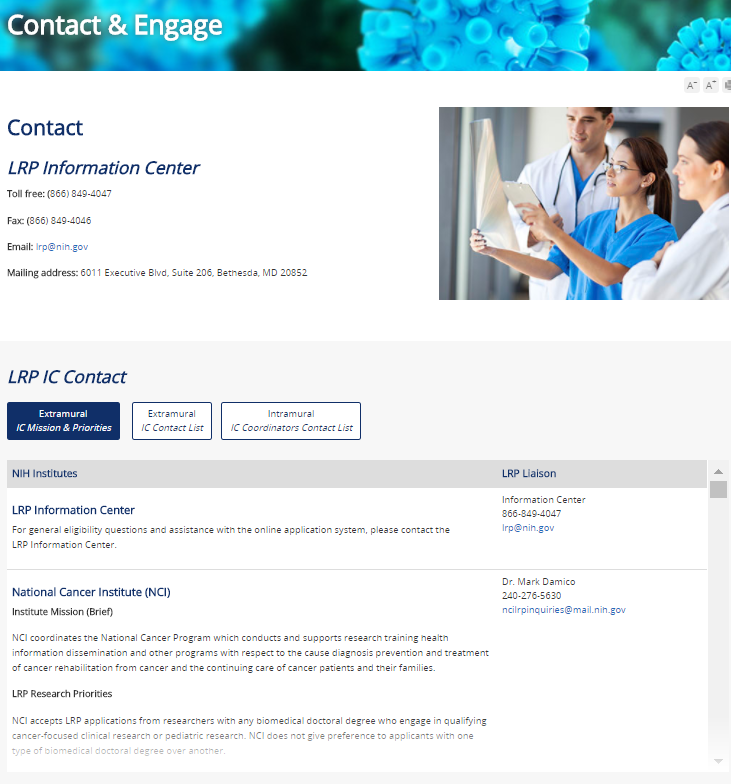 Contact & Engage
A- A+
Contact
LRP Information Center
Toll free: (866) 849-4047
Fax: (866) 849-4046
Email: lrp@nih.gov
Mailing address: 6011 Executive Blvd, Suite 206, Bethesda, MD 20852
LRP IC Contact
Extramural
IC Mission & Priorities
Extramural
IC Contact List
Intramural
IC Coordinators Contact List
NIH Institutes
LRP Liaison
LRP Information Center
For general eligibility questions and assistance with the online application system, please contact the
LRP Information Center.
Information Center
866-849-4047
lrp@nih.gov
National Cancer Institute (NCI)
Institute Mission (Brief)
NCI coordinates the National Cancer Program which conducts and supports research training health
information dissemination and other programs with respect to the cause diagnosis prevention and treatment
of cancer rehabilitation from cancer and the continuing care of cancer patients and their families.
LRP Research Priorities
NCI accepts LRP applications from researchers with any biomedical doctoral degree who engage in qualifying
cancer-focused clinical research or pediatric research. NCI does not give preference to applicants with one
type of biomedical doctoral degree over another.
Dr. Mark Damico
240-276-5630
ncilrpinquiries@mail.nih.gov